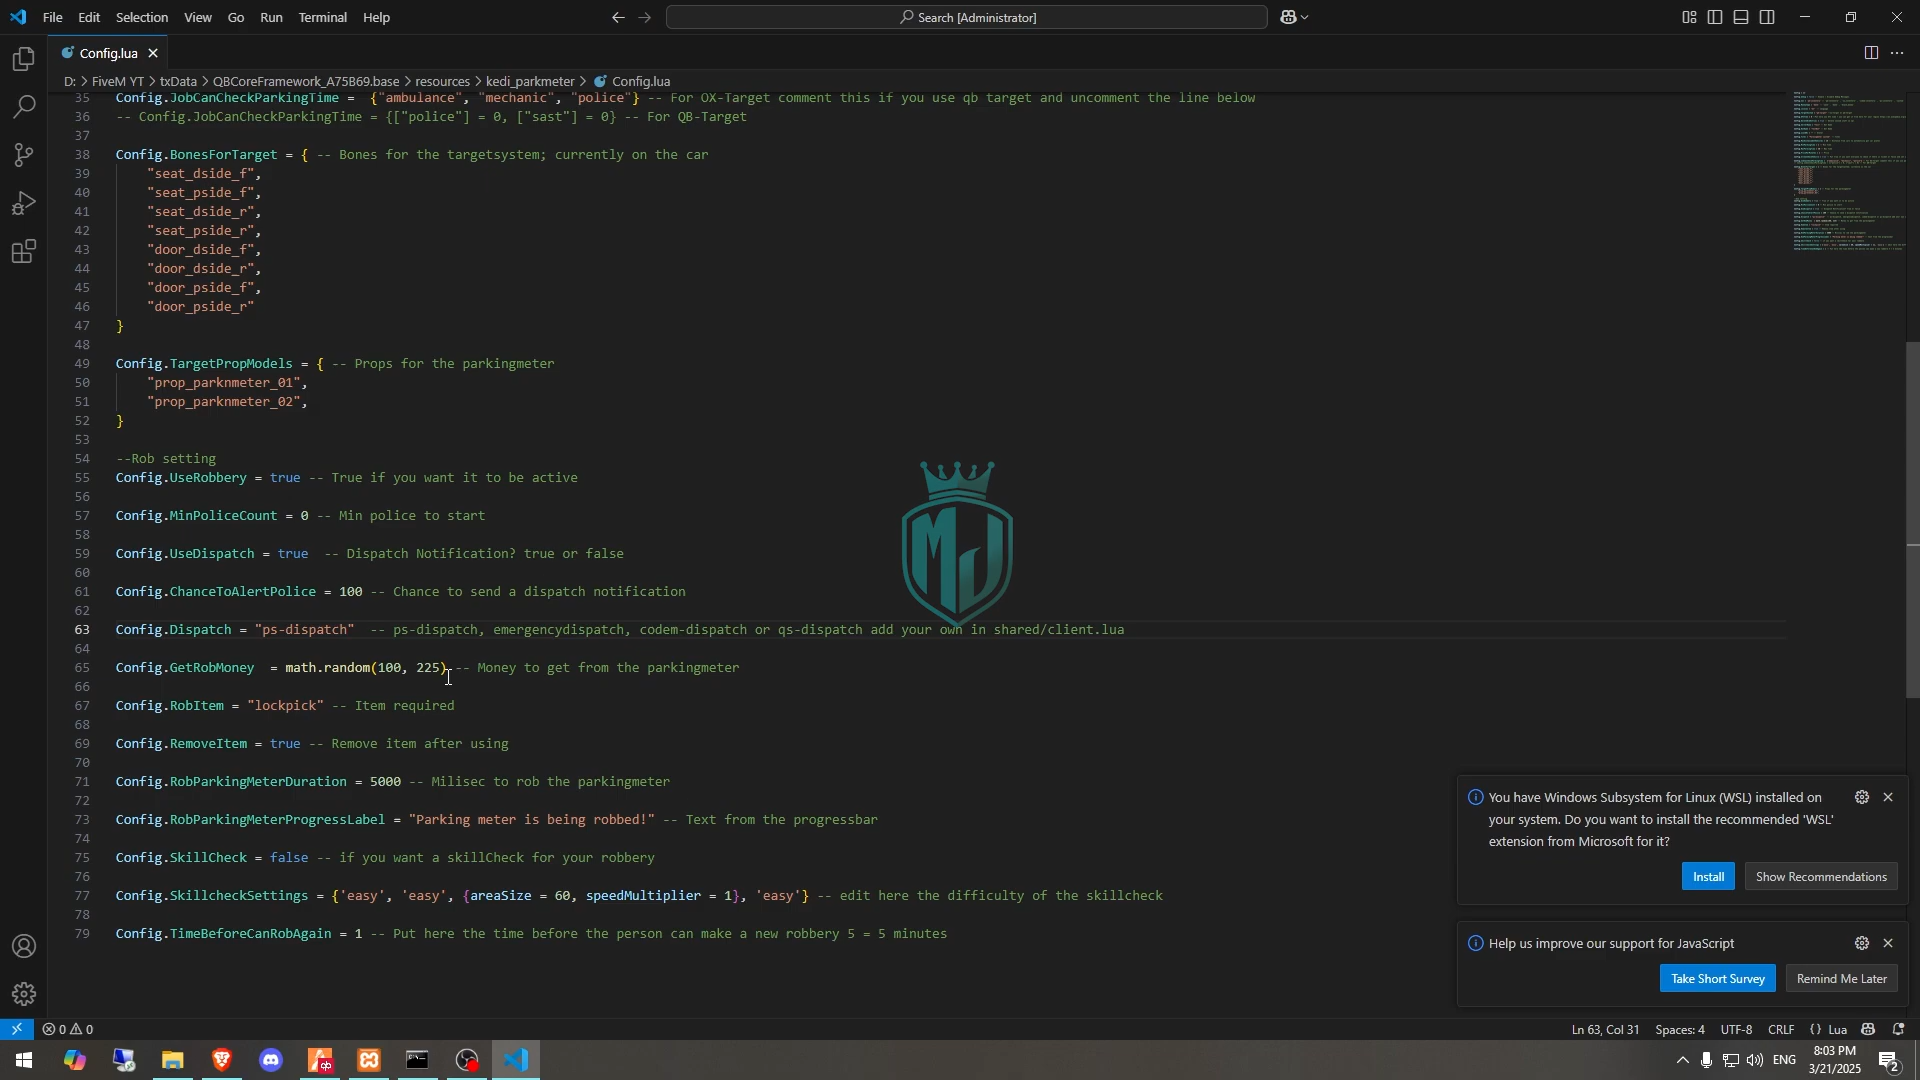 File Edit Selection View Go Run Terminal Help
Search [Administrator]
Config.lua
D: > FiveM YT > txData > QBCoreFramework_A75B69.base > resources > kedi_parkmeter > Config.lua
35 Config.JobCanCheckParkingTime = {"ambulance", "mechanic", "police"} -- For OX-Target comment this if you use qb target and uncomment the line below
36 -- Config.JobCanCheckParkingTime = {["police"] = 0, ["sast"] = 0} -- For QB-Target
37
38 Config.BonesForTarget = { -- Bones for the targetsystem; currently on the car
39 "seat_dside_f",
40 "seat_pside_f",
41 "seat_dside_r",
42 "seat_pside_r",
43 "door_dside_f",
44 "door_dside_r",
45 "door_pside_f",
46 "door_pside_r"
47 }
48
49 Config.TargetPropModels = { -- Props for the parkingmeter
50 "prop_parknmeter_01",
51 "prop_parknmeter_02",
52 }
53
54 --Rob setting
55 Config.UseRobbery = true -- True if you want it to be active
56
57 Config.MinPoliceCount = 0 -- Min police to start
58
59 Config.UseDispatch = true -- Dispatch Notification? true or false
60
61 Config.ChanceToAlertPolice = 100 -- Chance to send a dispatch notification
62
63 Config.Dispatch = "ps-dispatch" -- ps-dispatch, emergencydispatch, codem-dispatch or qs-dispatch add your own in shared/client.lua
64
65 Config.GetRobMoney = math.random(100, 225) -- Money to get from the parkingmeter
66
67 Config.RobItem = "lockpick" -- Item required
68
69 Config.RemoveItem = true -- Remove item after using
70
71 Config.RobParkingMeterDuration = 5000 -- Milisec to rob the parkingmeter
72
73 Config.RobParkingMeterProgressLabel = "Parking meter is being robbed!" -- Text from the progressbar
74
75 Config.SkillCheck = false -- if you want a skillCheck for your robbery
76
77 Config.SkillcheckSettings = {'easy', 'easy', {areaSize = 60, speedMultiplier = 1}, 'easy'} -- edit here the difficulty of the skillcheck
78
79 Config.TimeBeforeCanRobAgain = 1 -- Put here the time before the person can make a new robbery 5 = 5 minutes
MJ
You have Windows Subsystem for Linux (WSL) installed on
your system. Do you want to install the recommended 'WSL'
extension from Microsoft for it?
Install Show Recommendations
Help us improve our support for JavaScript
Take Short Survey Remind Me Later
0 0 Ln 63, Col 31 Spaces: 4 UTF-8 CRLF {} Lua
ENG 8:03 PM
3/21/2025
2